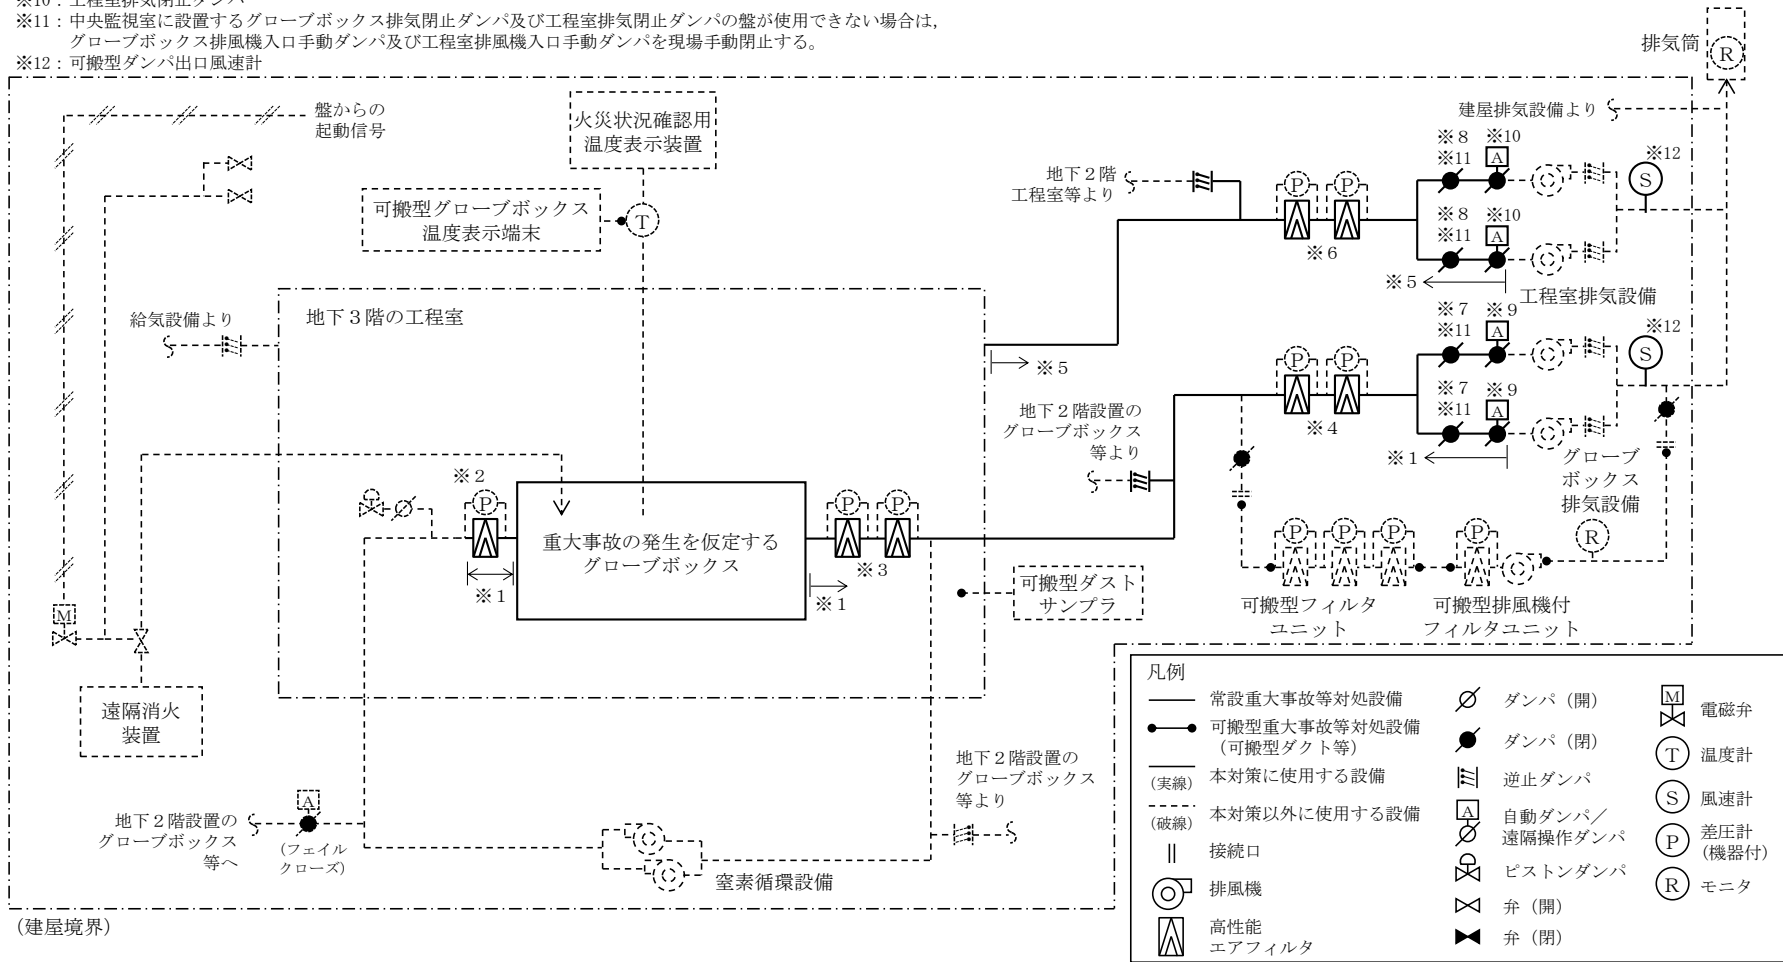 ※10：工程室排気閉止ダンパ
※11：中央監視室に設置するグローブボックス排気閉止ダンパ及び工程室排気閉止ダンパの盤が使用できない場合は，
グローブボックス排風機入口手動ダンパ及び工程室排風機入口手動ダンパを現場手動閉止する。
※12：可搬型ダンパ出口風速計
排気筒
R
盤からの
起動信号
火災状況確認用
温度表示装置
可搬型グローブボックス
温度表示端末
T
地下２階
工程室等より
建屋排気設備より
P
P
※6
※8
※11
※10
A
※8
※11
※10
A
※12
S
※5
工程室排気設備
給気設備より
地下３階の工程室
※5
※7
※11
※9
A
※7
※11
※9
A
※12
S
P
P
※4
※1
地下２階設置の
グローブボックス
等より
グローブ
ボックス
排気設備
※2
P
重大事故の発生を仮定する
グローブボックス
P
P
※3
※1
※1
可搬型ダスト
サンプラ
P
P
P
P
R
可搬型フィルタ
ユニット
可搬型排風機付
フィルタユニット
M
遠隔消火
装置
地下２階設置の
グローブボックス
等へ
A
(フェイル
クローズ)
窒素循環設備
地下２階設置の
グローブボックス
等より
(建屋境界)
凡例
常設重大事故等対処設備
可搬型重大事故等対処設備
（可搬型ダクト等）
(実線)
本対策に使用する設備
(破線)
本対策以外に使用する設備
接続口
排風機
高性能
エアフィルタ
ダンパ（開）
ダンパ（閉）
逆止ダンパ
A
自動ダンパ／
遠隔操作ダンパ
ピストンダンパ
弁（開）
弁（閉）
M
電磁弁
T
温度計
S
風速計
P
差圧計
(機器付)
R
モニタ